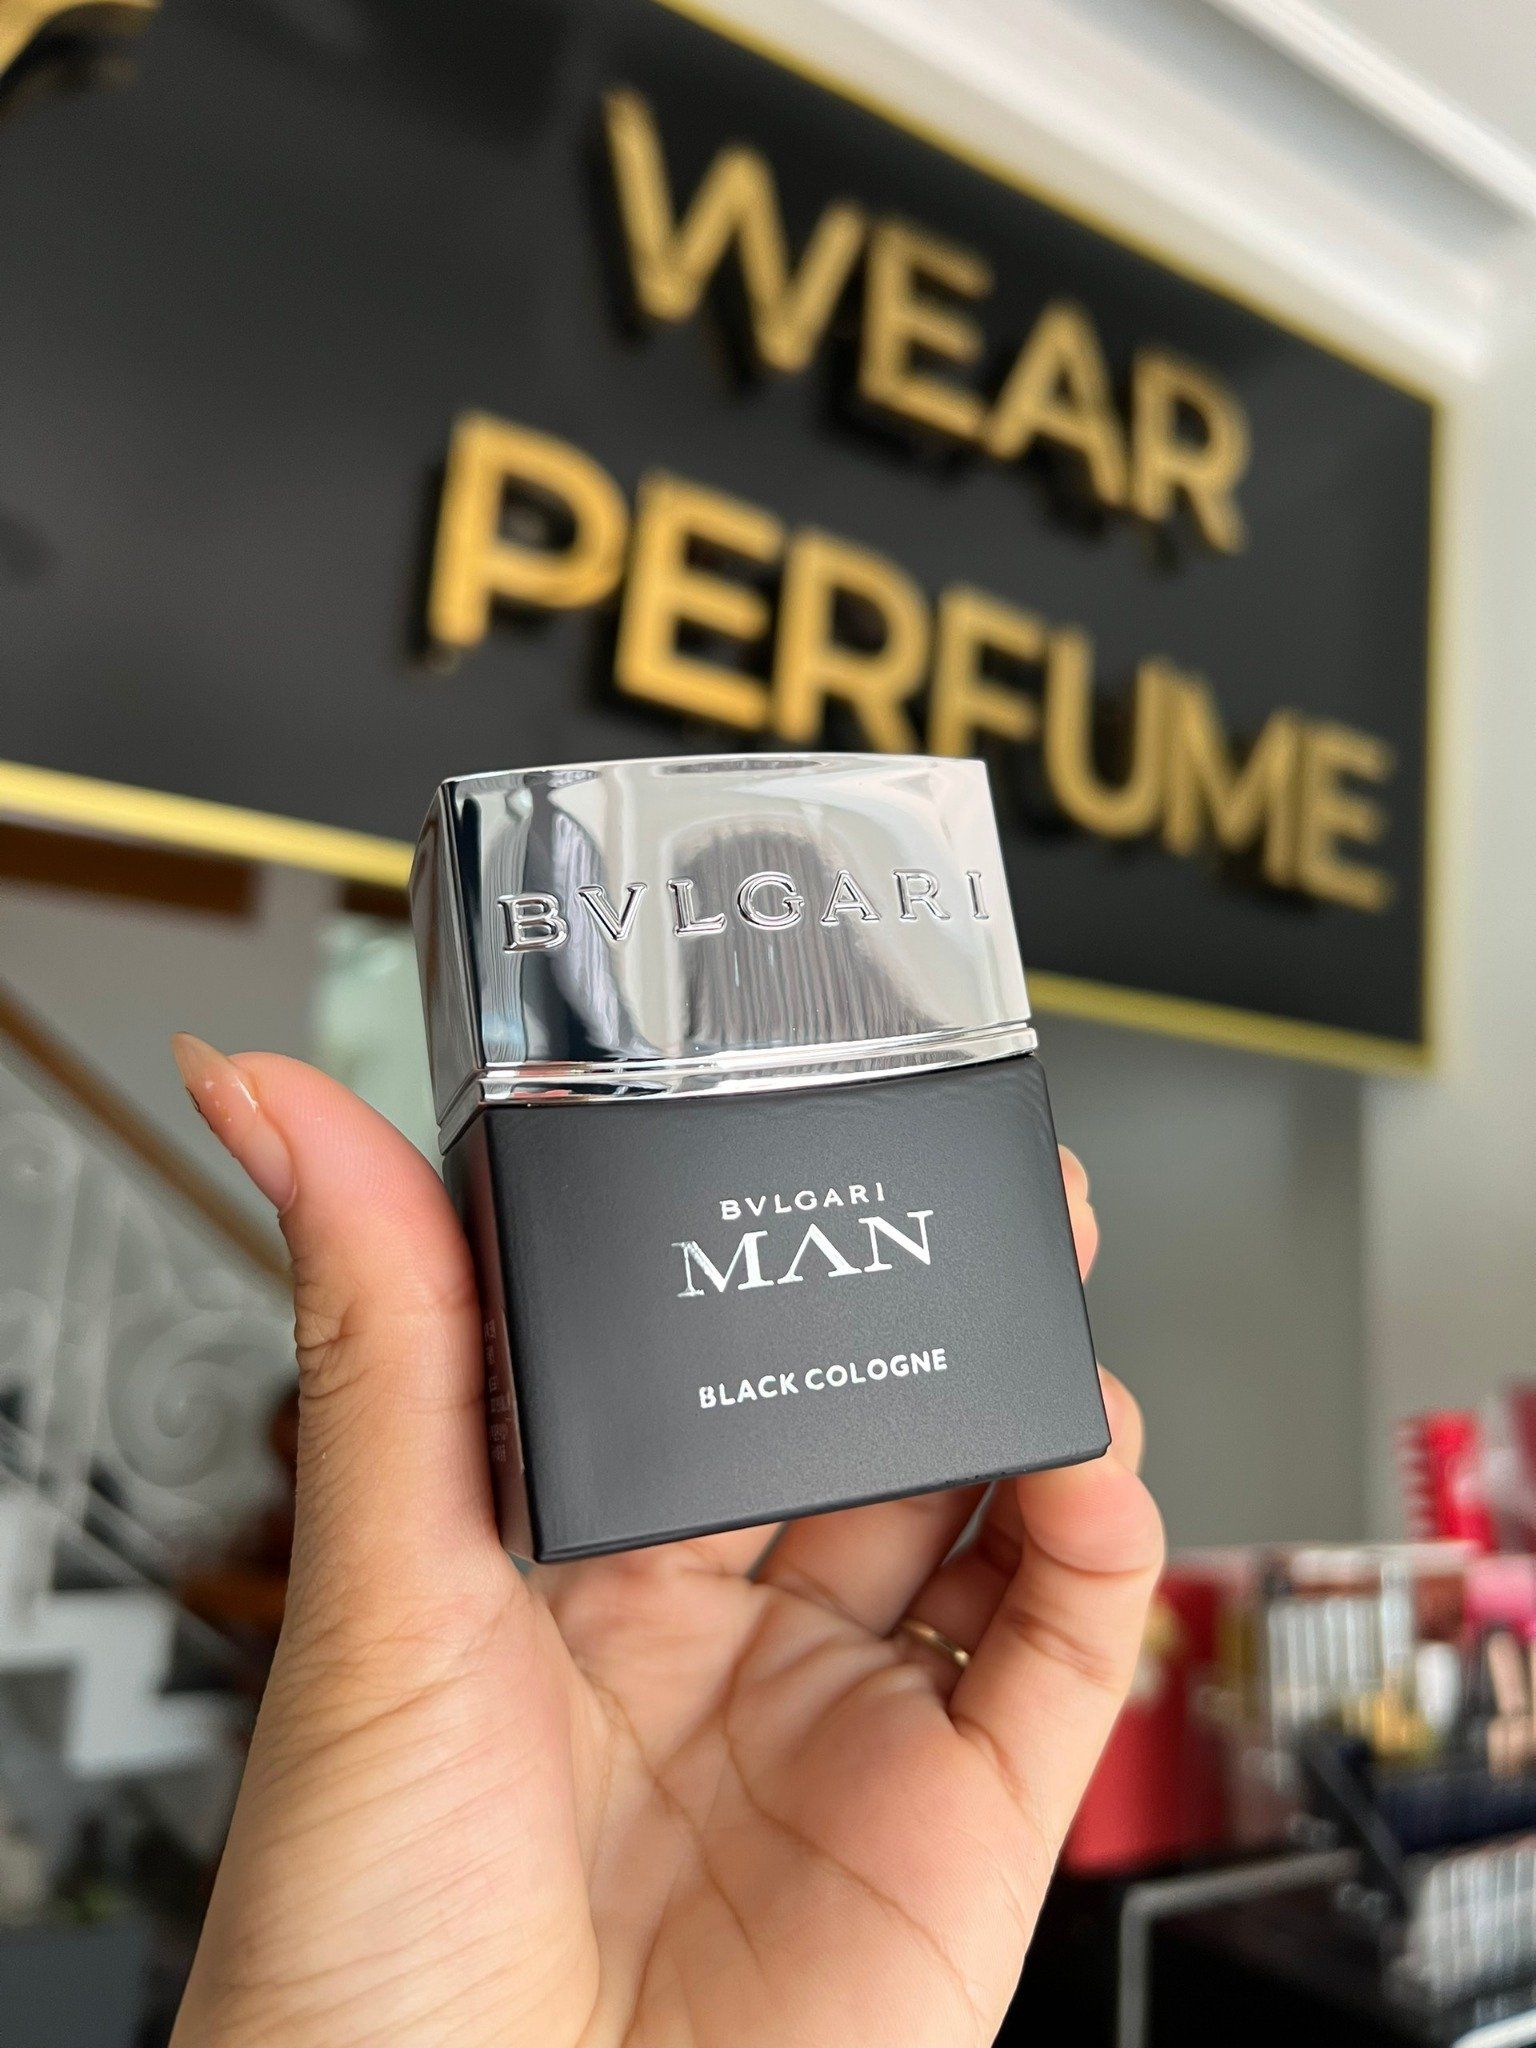 WEAR
PERFUME
BVLGARI
BVLGARI
MAN
BLACK COLOGNE